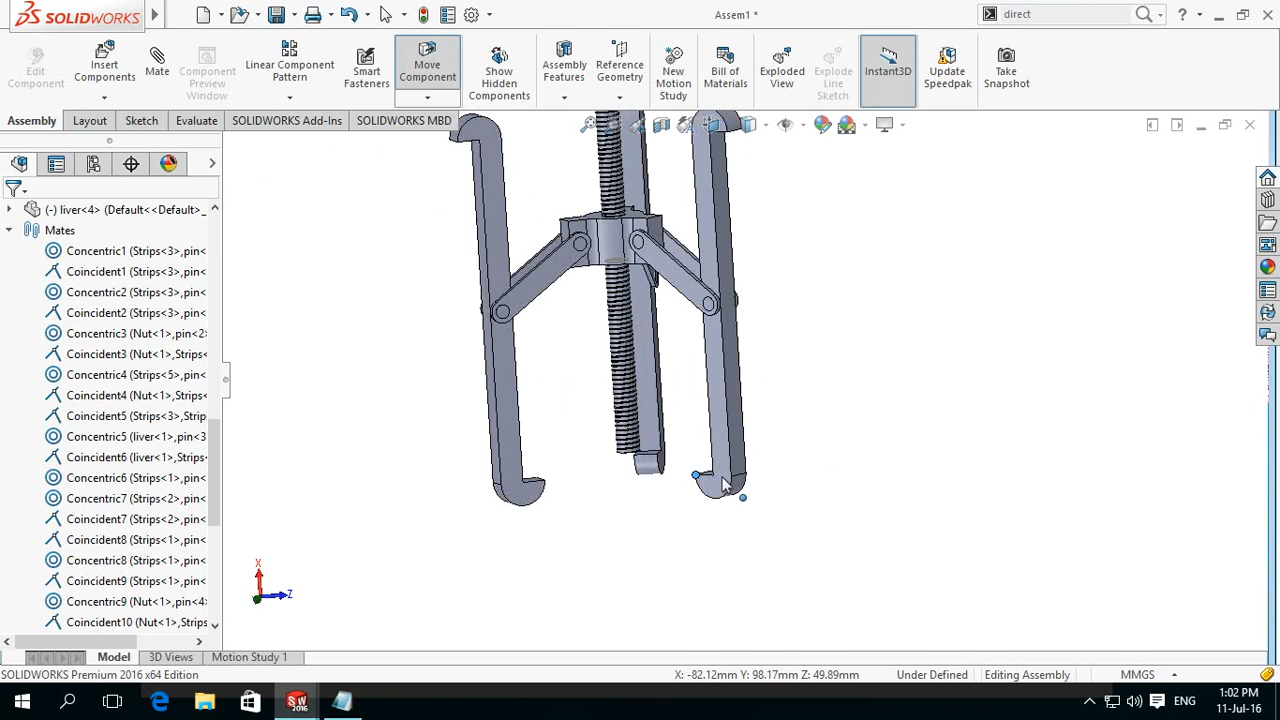 SOLIDWORKS
Assem1 *
direct
Edit Component
Insert Components
Mate
Component Preview Window
Linear Component Pattern
Smart Fasteners
Move Component
Show Hidden Components
Assembly Features
Reference Geometry
New Motion Study
Bill of Materials
Exploded View
Explode Line Sketch
Instant3D
Update Speedpak
Take Snapshot
Assembly
Layout
Sketch
Evaluate
SOLIDWORKS Add-Ins
SOLIDWORKS MBD
(-) liver<4> (Default<<Default>_
Mates
Concentric1 (Strips<3>,pin<
Coincident1 (Strips<3>,pin<
Concentric2 (Strips<3>,pin<
Coincident2 (Strips<3>,pin<
Concentric3 (Nut<1>,pin<2>
Coincident3 (Nut<1>,Strips<
Concentric4 (Strips<5>,pin<
Coincident4 (Nut<1>,Strips<
Coincident5 (Strips<3>,Strip
Concentric5 (liver<1>,pin<3
Coincident6 (liver<1>,Strips
Concentric6 (Strips<1>,pin<
Concentric7 (Strips<2>,pin<
Coincident7 (Strips<2>,pin<
Coincident8 (Strips<1>,pin<
Concentric8 (Strips<1>,pin<
Coincident9 (Strips<1>,pin<
Concentric9 (Nut<1>,pin<4>
Coincident10 (Nut<1>,Strips
X
Z
Model
3D Views
Motion Study 1
SOLIDWORKS Premium 2016 x64 Edition
X: -82.12mm Y: 98.17mm Z: 49.89mm
Under Defined
Editing Assembly
MMGS
SW
2016
ENG
1:02 PM
11-Jul-16